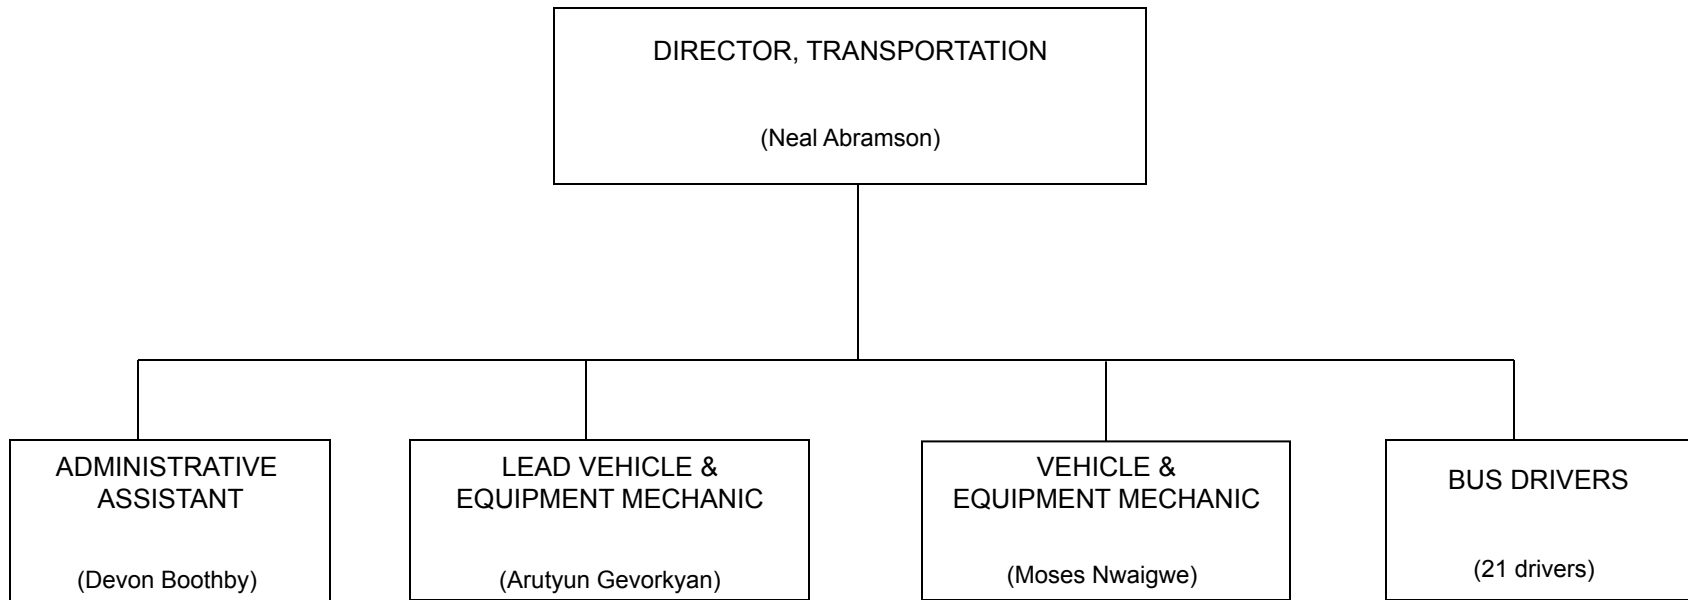 DIRECTOR, TRANSPORTATION
(Neal Abramson)
ADMINISTRATIVE
ASSISTANT
(Devon Boothby)
LEAD VEHICLE &
EQUIPMENT MECHANIC
(Arutyun Gevorkyan)
VEHICLE &
EQUIPMENT MECHANIC
(Moses Nwaigwe)
BUS DRIVERS
(21 drivers)